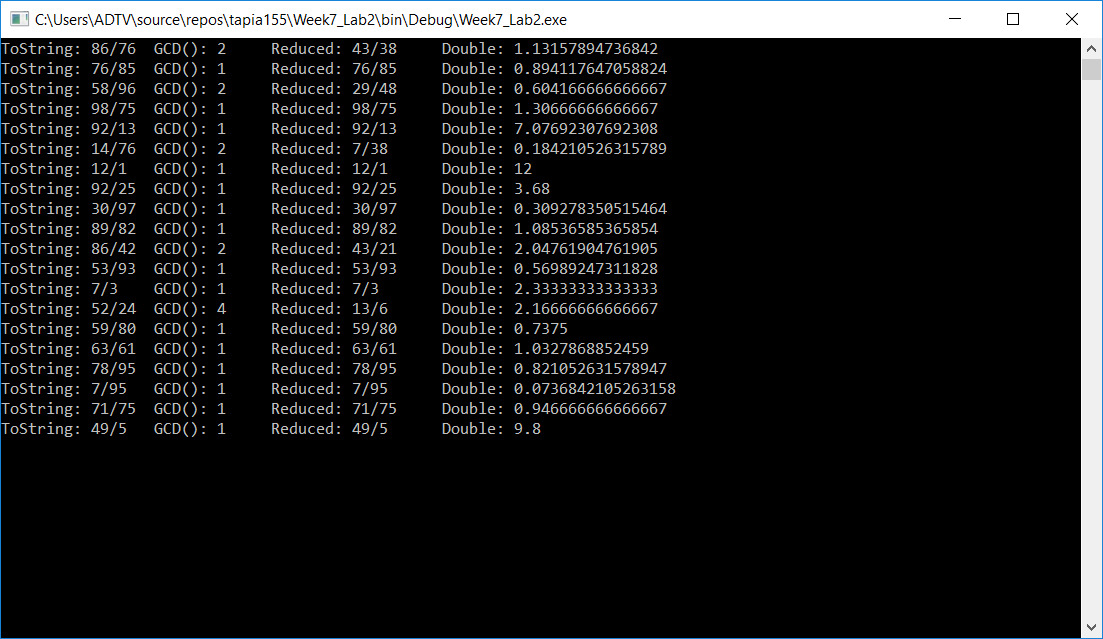 C:\Users\ADTV\source\repos\tapia155\Week7_Lab2\bin\Debug\Week7_Lab2.exe
ToString: 86/76  GCD(): 2     Reduced: 43/38     Double: 1.13157894736842
ToString: 76/85  GCD(): 1     Reduced: 76/85     Double: 0.894117647058824
ToString: 58/96  GCD(): 2     Reduced: 29/48     Double: 0.604166666666667
ToString: 98/75  GCD(): 1     Reduced: 98/75     Double: 1.30666666666667
ToString: 92/13  GCD(): 1     Reduced: 92/13     Double: 7.07692307692308
ToString: 14/76  GCD(): 2     Reduced: 7/38      Double: 0.184210526315789
ToString: 12/1   GCD(): 1     Reduced: 12/1      Double: 12
ToString: 92/25  GCD(): 1     Reduced: 92/25     Double: 3.68
ToString: 30/97  GCD(): 1     Reduced: 30/97     Double: 0.309278350515464
ToString: 89/82  GCD(): 1     Reduced: 89/82     Double: 1.08536585365854
ToString: 86/42  GCD(): 2     Reduced: 43/21     Double: 2.04761904761905
ToString: 53/93  GCD(): 1     Reduced: 53/93     Double: 0.56989247311828
ToString: 7/3    GCD(): 1     Reduced: 7/3       Double: 2.33333333333333
ToString: 52/24  GCD(): 4     Reduced: 13/6      Double: 2.16666666666667
ToString: 59/80  GCD(): 1     Reduced: 59/80     Double: 0.7375
ToString: 63/61  GCD(): 1     Reduced: 63/61     Double: 1.0327868852459
ToString: 78/95  GCD(): 1     Reduced: 78/95     Double: 0.821052631578947
ToString: 7/95   GCD(): 1     Reduced: 7/95      Double: 0.0736842105263158
ToString: 71/75  GCD(): 1     Reduced: 71/75     Double: 0.946666666666667
ToString: 49/5   GCD(): 1     Reduced: 49/5      Double: 9.8